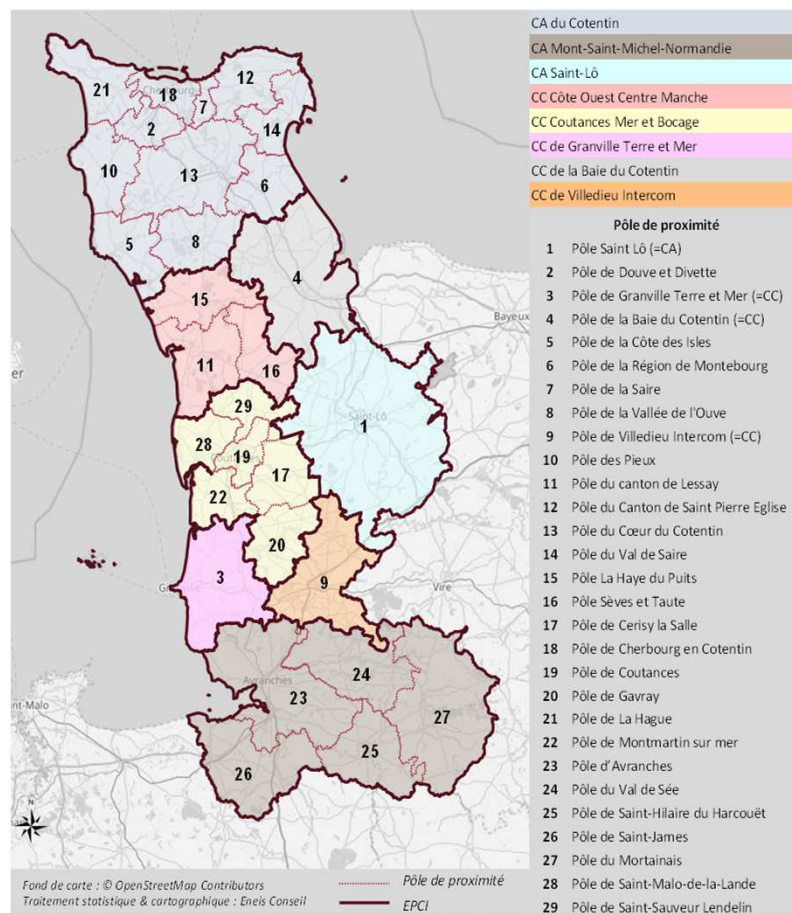 CA du Cotentin
CA Mont-Saint-Michel-Normandie
CA Saint-Lô
CC Côte Ouest Centre Manche
CC Coutances Mer et Bocage
CC de Granville Terre et Mer
CC de la Baie du Cotentin
CC de Villedieu Intercom
Pôle de proximité
1 Pôle Saint Lô (=CA)
2 Pôle de Douve et Divette
3 Pôle de Granville Terre et Mer (=CC)
4 Pôle de la Baie du Cotentin (=CC)
5 Pôle de la Côte des Isles
6 Pôle de la Région de Montebourg
7 Pôle de la Saire
8 Pôle de la Vallée de l'Ouve
9 Pôle de Villedieu Intercom (=CC)
10 Pôle des Pieux
11 Pôle du canton de Lessay
12 Pôle du Canton de Saint Pierre Eglise
13 Pôle du Cœur du Cotentin
14 Pôle du Val de Saire
15 Pôle La Haye du Puits
16 Pôle Sèves et Taute
17 Pôle de Cerisy la Salle
18 Pôle de Cherbourg en Cotentin
19 Pôle de Coutances
20 Pôle de Gavray
21 Pôle de La Hague
22 Pôle de Montmartin sur mer
23 Pôle d'Avranches
24 Pôle du Val de Sée
25 Pôle de Saint-Hilaire du Harcouët
26 Pôle de Saint-James
27 Pôle du Mortainais
28 Pôle de Saint-Malo-de-la-Lande
29 Pôle de Saint-Sauveur Lendelin
21
18
12
7
2
14
10
13
6
5
8
4
15
Bayeux
11
16
29
Saint-Lô
1
28
19
17
22
20
3
9
Vire
Avranches
24
23
27
25
26
nt-Malo
N
Fond de carte : © OpenStreetMap Contributors
Traitement statistique & cartographique : Eneis Conseil
Pôle de proximité
EPCI